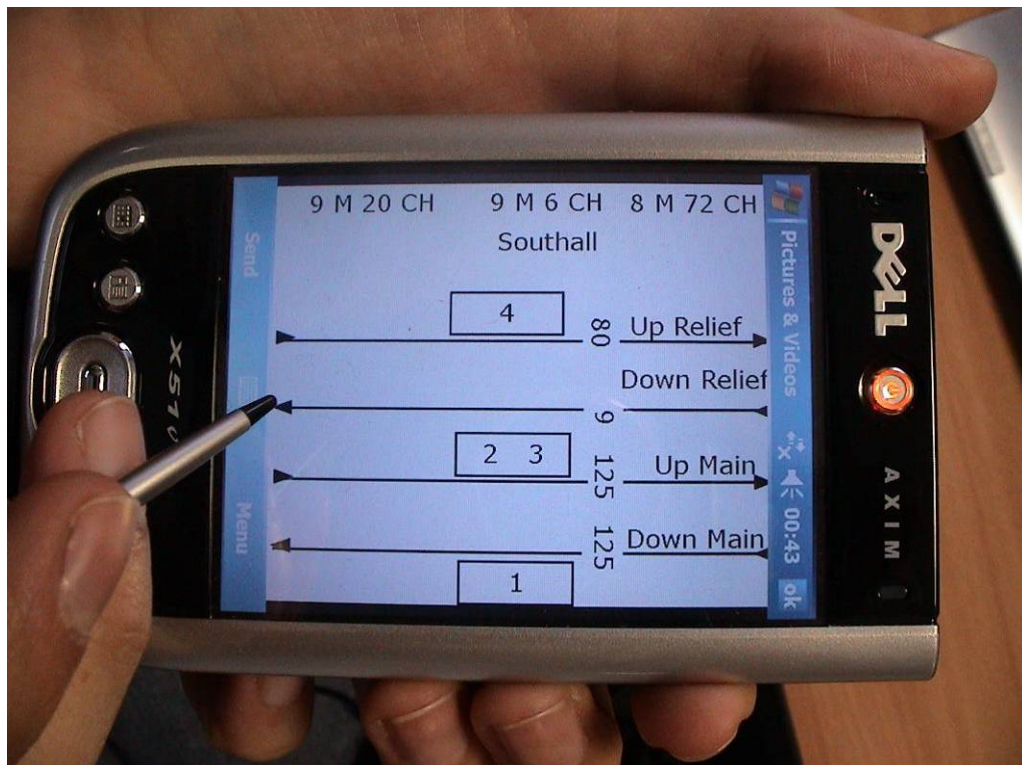 9 M 20 CH 9 M 6 CH 8 M 72 CH
Southall
4
80
Up Relief
Down Relief
9
2 3
125
Up Main
125
Down Main
1
Pictures & Videos 00:43 ok
Send Menu
DELL
AXIM